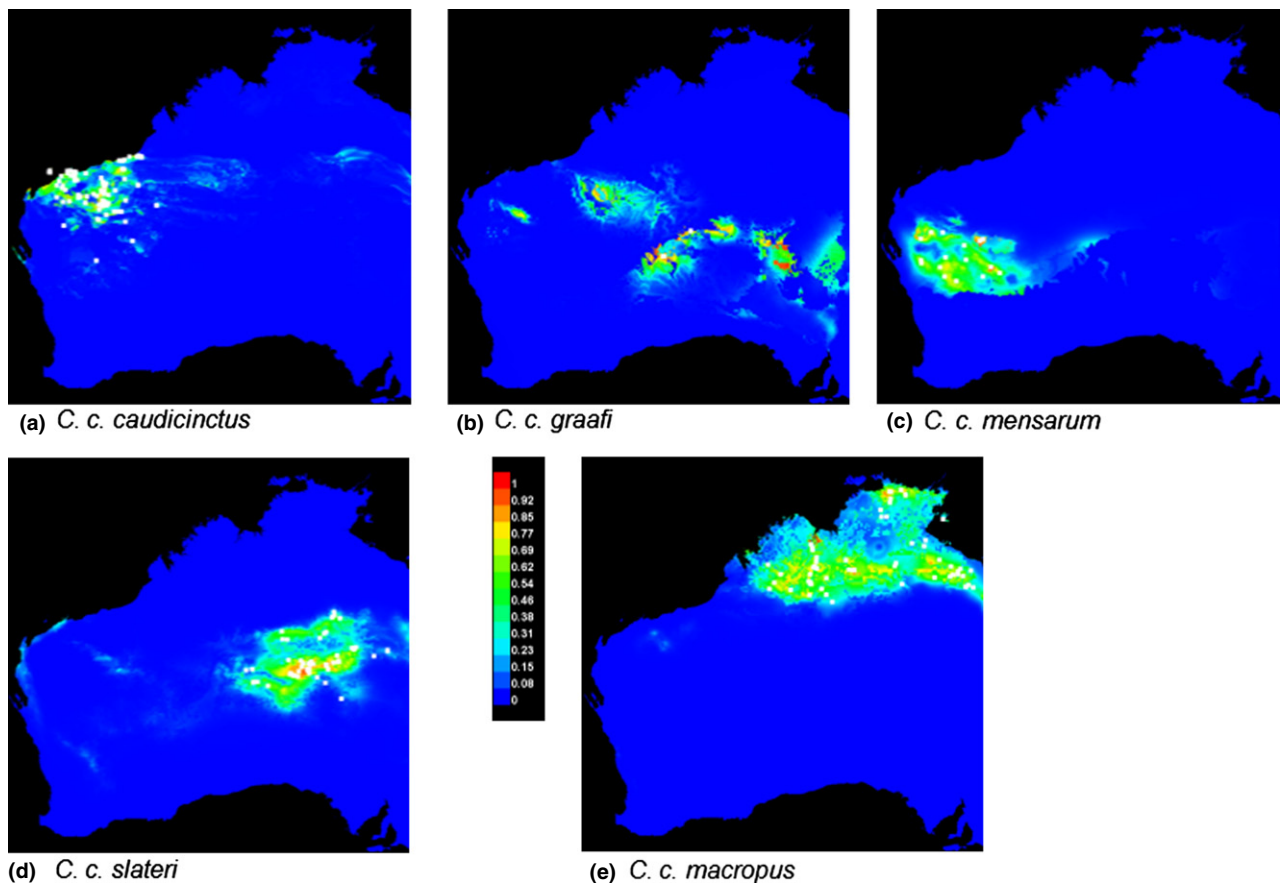 (a) C. c. caudicinctus
(b) C. c. graafi
(c) C. c. mensarum
1
0.92
0.85
0.77
0.69
0.62
0.54
0.46
0.38
0.31
0.23
0.15
0.08
0
(d) C. c. slateri
(e) C. c. macropus